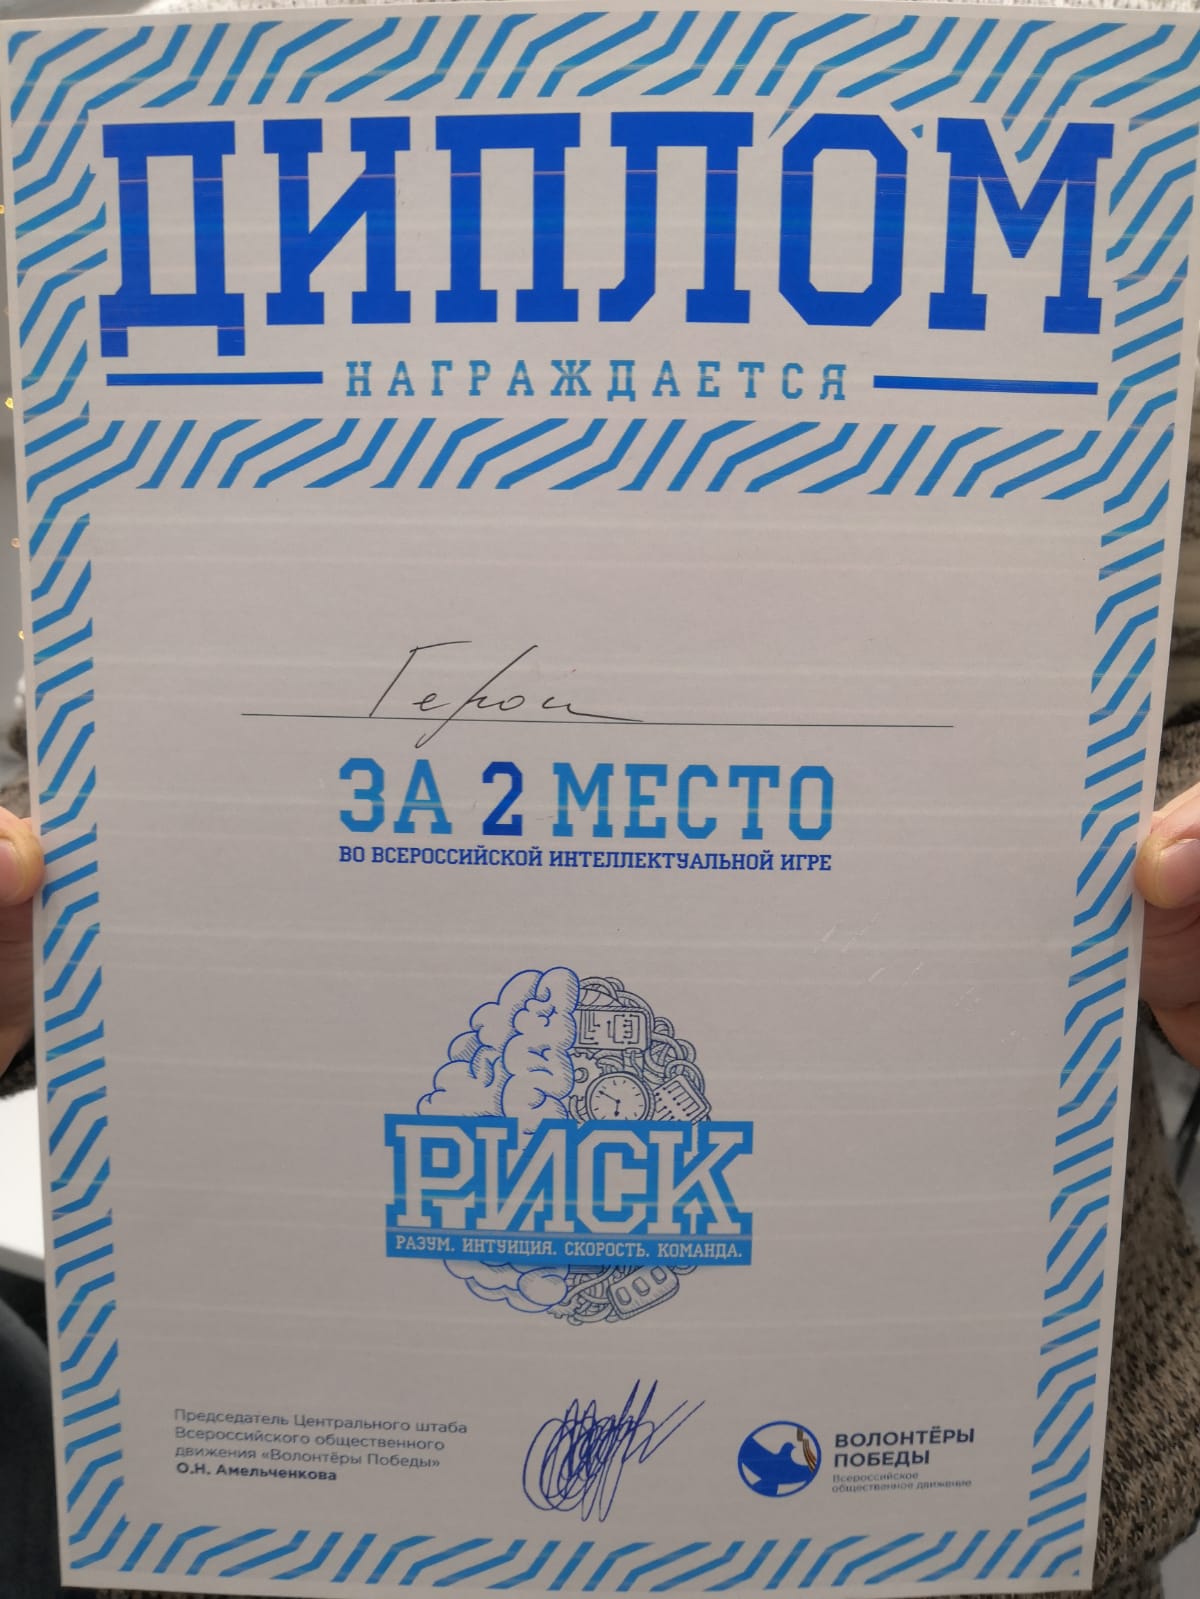 ДИПЛОМ
НАГРАЖДАЕТСЯ
Герои
ЗА 2 МЕСТО
ВО ВСЕРОССИЙСКОЙ ИНТЕЛЛЕКТУАЛЬНОЙ ИГРЕ
РИСК
РАЗУМ. ИНТУИЦИЯ. СКОРОСТЬ. КОМАНДА.
Председатель Центрального штаба
Всероссийского общественного
движения «Волонтёры Победы»
О.Н. Амельченкова
ВОЛОНТЁРЫ
ПОБЕДЫ
Всероссийское
общественное движение